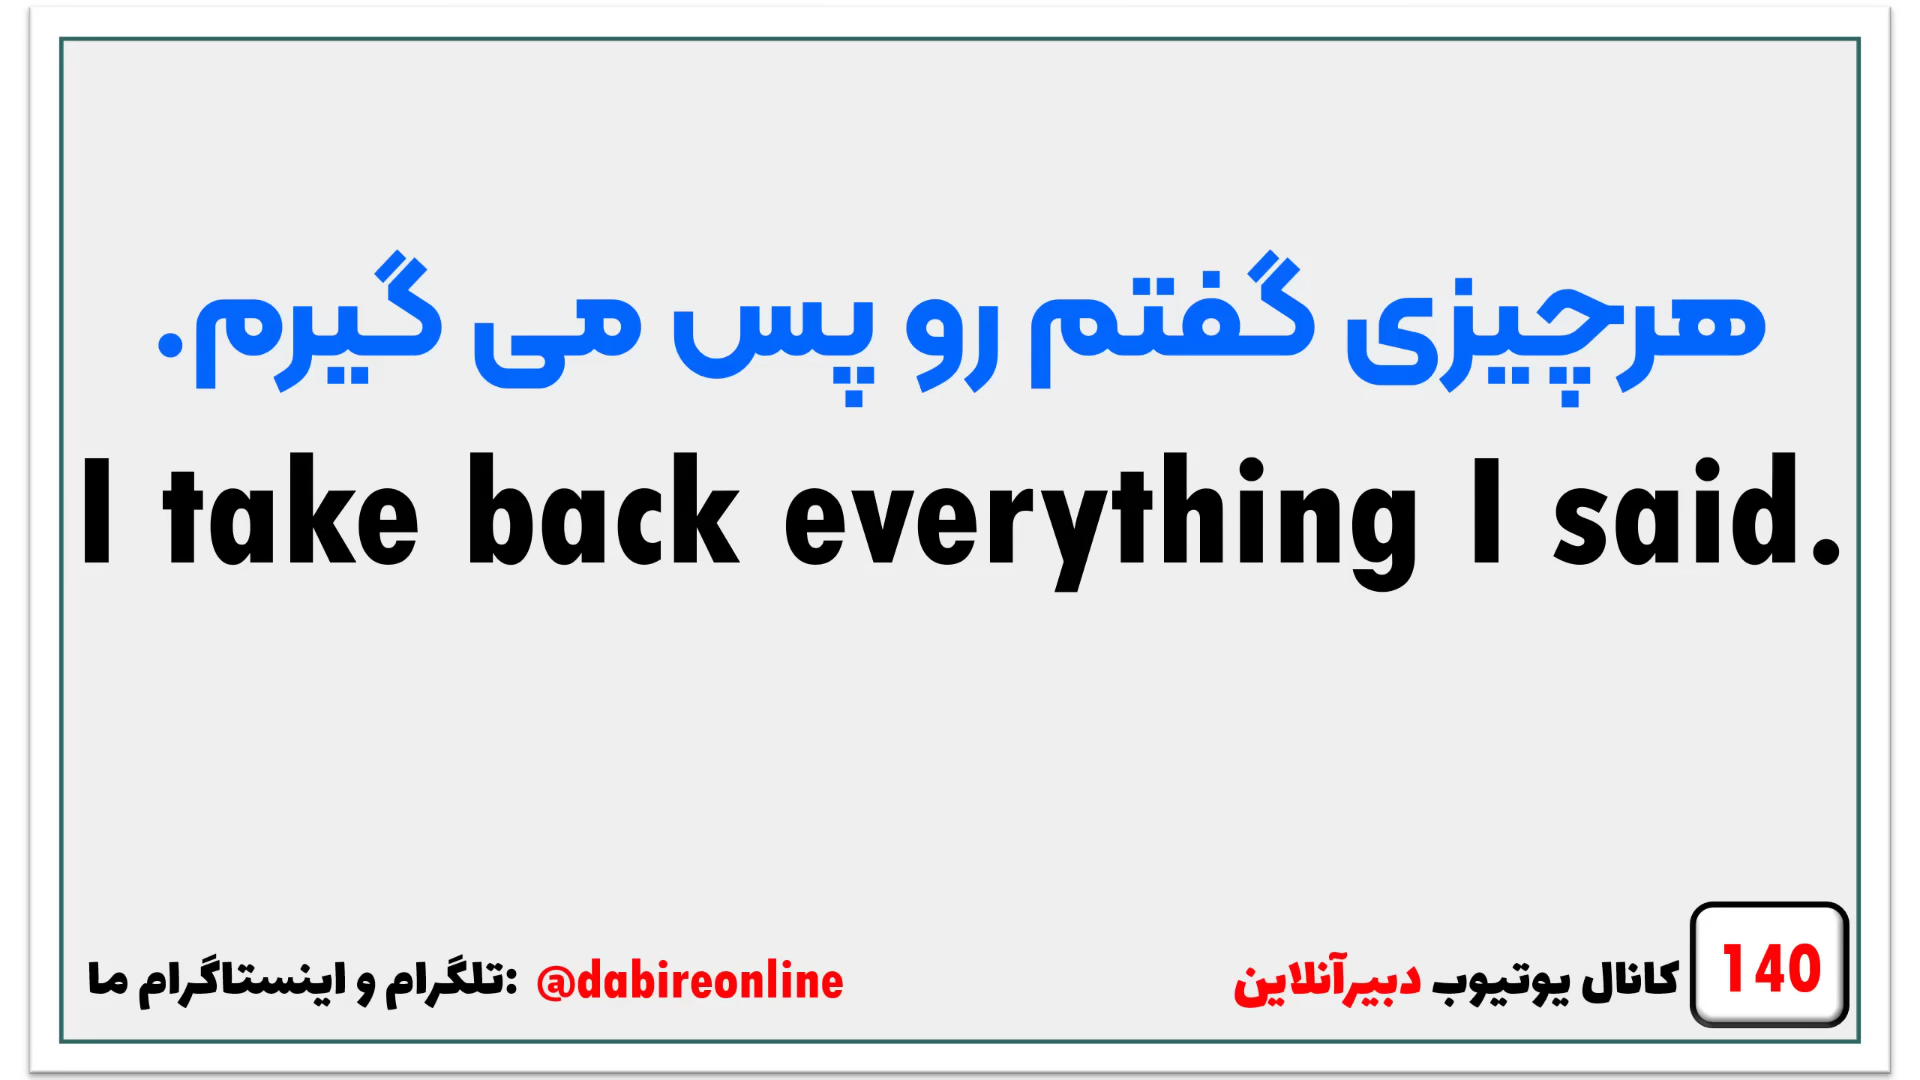 هرچیزی گفتم رو پس می گیرم.
I take back everything I said.
تلگرام و اینستاگرام ما: @dabireonline
کانال یوتیوب دبیرآنلاین
140